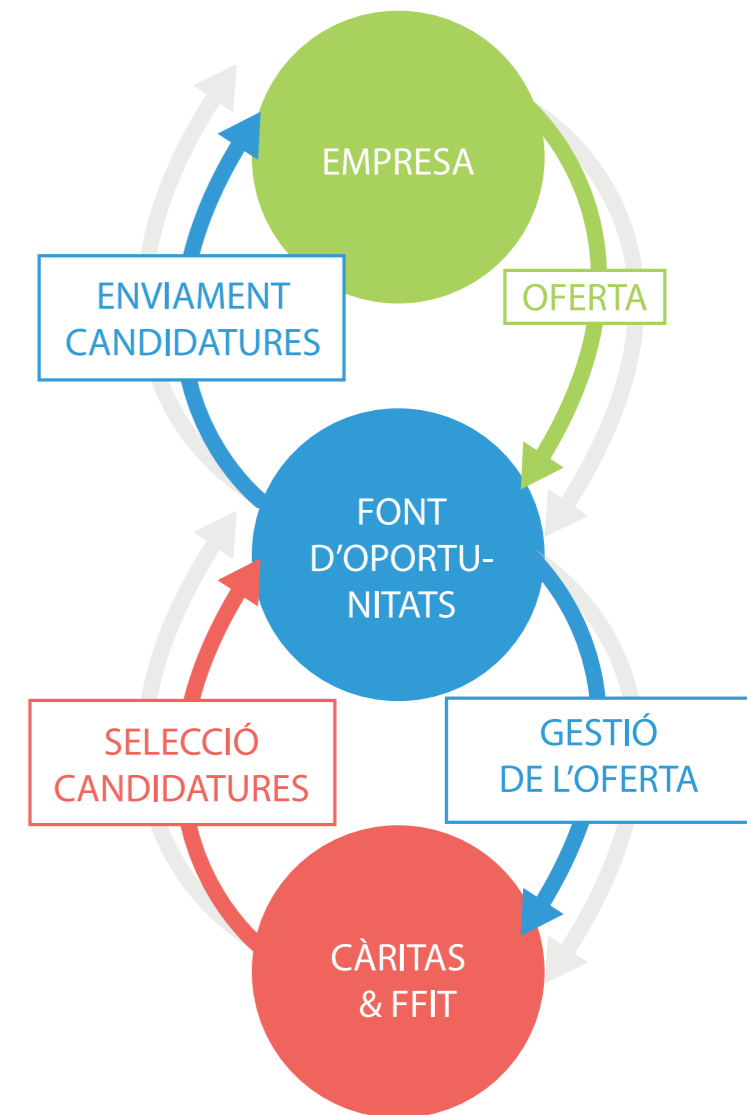 EMPRESA
ENVIAMENT
CANDIDATURES
OFERTA
FONT
D’OPORTU-
NITATS
SELECCIÓ
CANDIDATURES
GESTIÓ
DE L’OFERTA
CÀRITAS
& FFIT